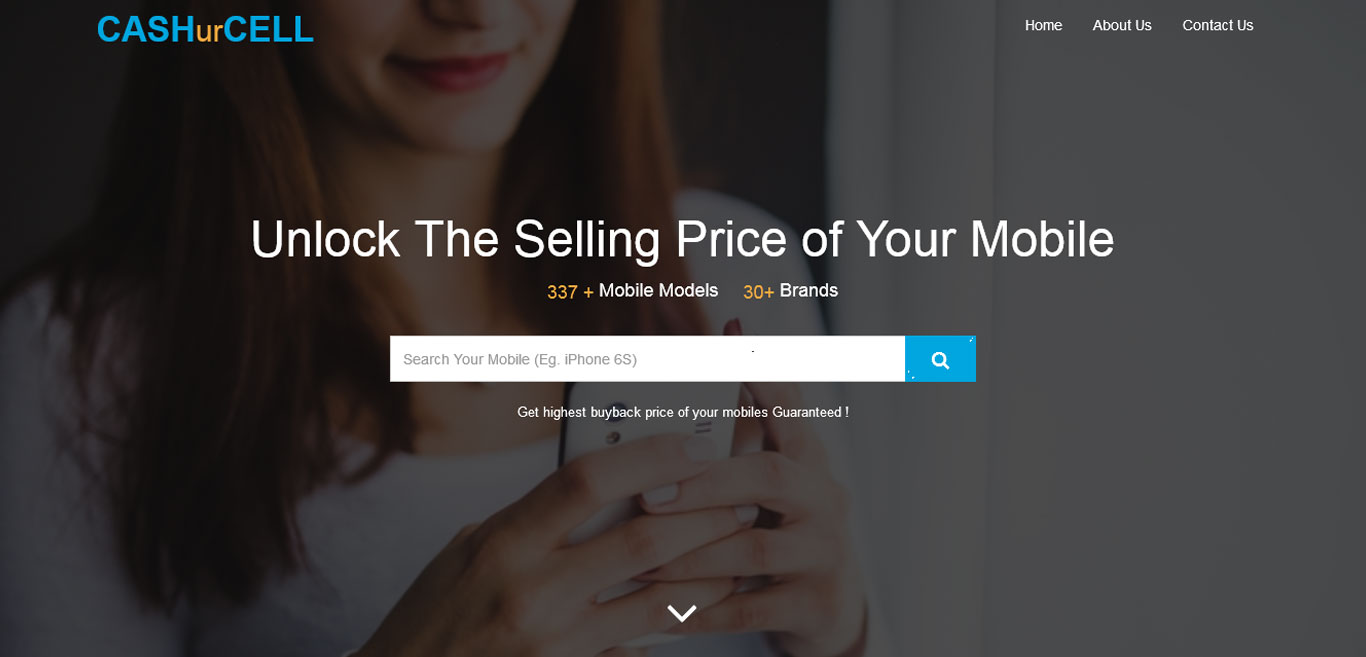 CASHurCELL
Home About Us Contact Us
Unlock The Selling Price of Your Mobile
337 + Mobile Models 30+ Brands
Search Your Mobile (Eg. iPhone 6S)
Get highest buyback price of your mobiles Guaranteed !